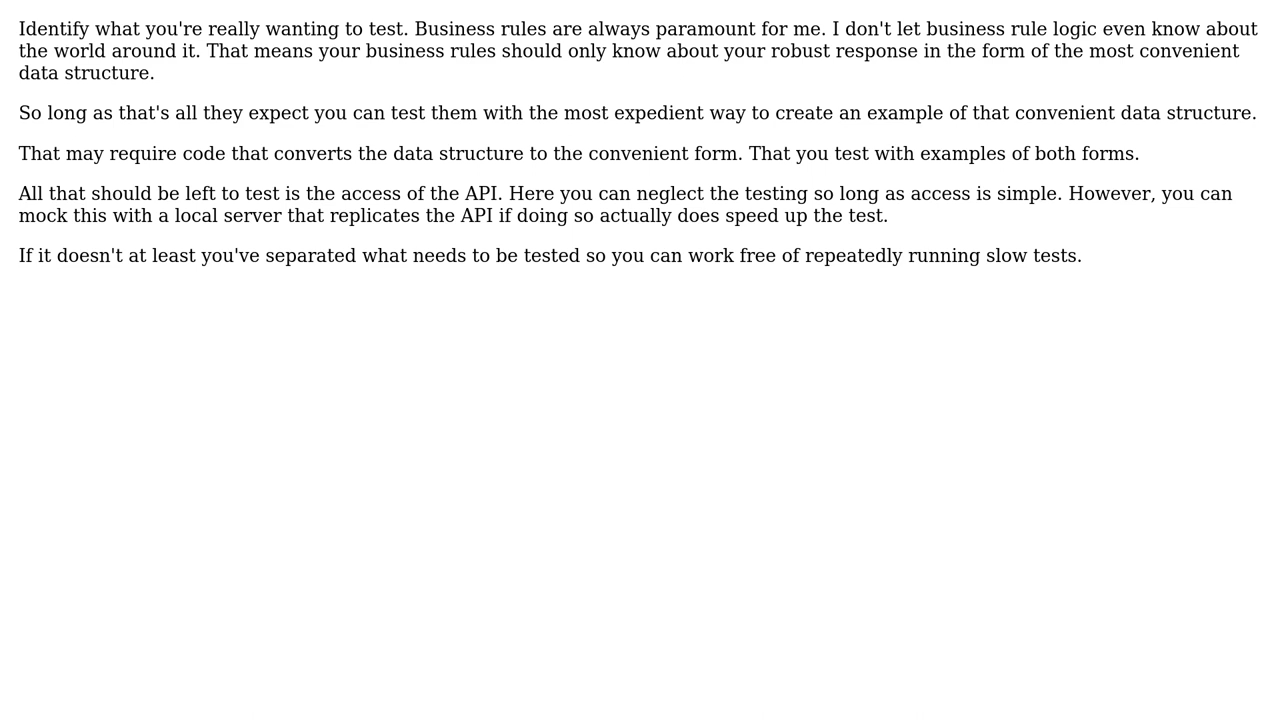 Identify what you're really wanting to test. Business rules are always paramount for me. I don't let business rule logic even know about
the world around it. That means your business rules should only know about your robust response in the form of the most convenient
data structure.
So long as that's all they expect you can test them with the most expedient way to create an example of that convenient data structure.
That may require code that converts the data structure to the convenient form. That you test with examples of both forms.
All that should be left to test is the access of the API. Here you can neglect the testing so long as access is simple. However, you can
mock this with a local server that replicates the API if doing so actually does speed up the test.
If it doesn't at least you've separated what needs to be tested so you can work free of repeatedly running slow tests.